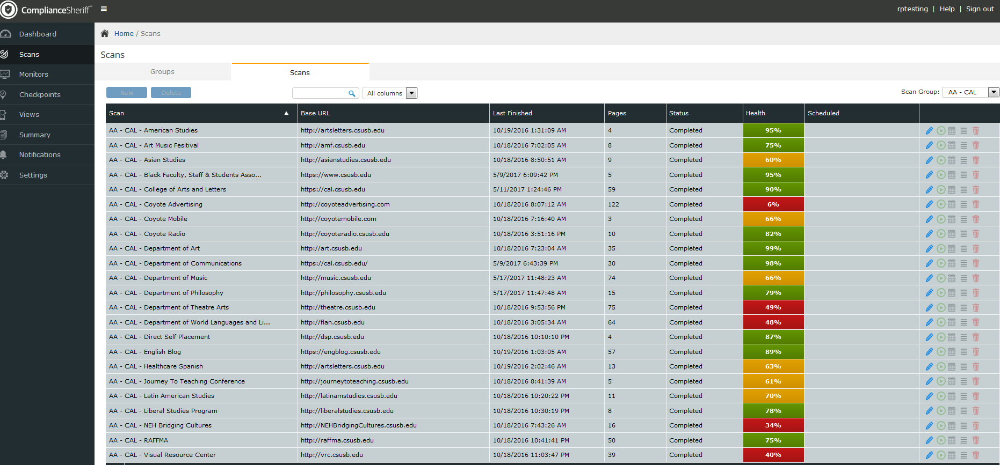 ComplianceSheriff™ rptesting | Help | Sign out
Dashboard
Scans
Monitors
Checkpoints
Views
Summary
Notifications
Settings
Home / Scans
Scans
Groups Scans
New Delete All columns Scan Group: AA - CAL
Scan Base URL Last Finished Pages Status Health Scheduled
AA - CAL - American Studies http://artsletters.csusb.edu 10/19/2016 1:31:09 AM 4 Completed 95%
AA - CAL - Art Music Fesitival http://amf.csusb.edu 10/18/2016 7:02:05 AM 8 Completed 75%
AA - CAL - Asian Studies http://asianstudies.csusb.edu 10/18/2016 8:50:51 AM 9 Completed 60%
AA - CAL - Black Faculty, Staff & Students Asso... https://www.csusb.edu 5/9/2017 6:09:42 PM 5 Completed 95%
AA - CAL - College of Arts and Letters https://cal.csusb.edu 5/11/2017 1:24:46 PM 59 Completed 90%
AA - CAL - Coyote Advertising http://coyoteadvertising.com 10/18/2016 8:07:12 AM 122 Completed 6%
AA - CAL - Coyote Mobile http://coyotemobile.com 10/18/2016 7:16:40 AM 3 Completed 66%
AA - CAL - Coyote Radio http://coyoteradio.csusb.edu 10/18/2016 3:51:16 PM 10 Completed 82%
AA - CAL - Department of Art http://art.csusb.edu 10/18/2016 7:23:04 AM 35 Completed 99%
AA - CAL - Department of Communications https://cal.csusb.edu/ 5/9/2017 6:43:39 PM 30 Completed 98%
AA - CAL - Department of Music http://music.csusb.edu 5/17/2017 11:48:23 AM 74 Completed 66%
AA - CAL - Department of Philosophy http://philosophy.csusb.edu 5/17/2017 11:47:48 AM 15 Completed 79%
AA - CAL - Department of Theatre Arts http://theatre.csusb.edu 10/18/2016 9:53:56 PM 75 Completed 49%
AA - CAL - Department of World Languages and Li... http://flan.csusb.edu 10/18/2016 3:05:34 AM 64 Completed 48%
AA - CAL - Direct Self Placement http://dsp.csusb.edu 10/18/2016 10:10:10 PM 4 Completed 87%
AA - CAL - English Blog https://engblog.csusb.edu 10/19/2016 1:03:05 AM 57 Completed 89%
AA - CAL - Healthcare Spanish http://artsletters.csusb.edu 10/19/2016 2:02:46 AM 13 Completed 63%
AA - CAL - Journey To Teaching Conference http://journeytoteaching.csusb.edu 10/18/2016 8:41:39 AM 5 Completed 61%
AA - CAL - Latin American Studies http://latinamstudies.csusb.edu 10/18/2016 10:20:22 PM 11 Completed 70%
AA - CAL - Liberal Studies Program http://liberalstudies.csusb.edu 10/18/2016 10:30:19 PM 8 Completed 78%
AA - CAL - NEH Bridging Cultures http://NEHBridgingCultures.csusb.edu 10/18/2016 7:43:26 AM 16 Completed 34%
AA - CAL - RAFFMA http://raffma.csusb.edu 10/18/2016 10:41:41 PM 50 Completed 75%
AA - CAL - Visual Resource Center http://vrc.csusb.edu 10/18/2016 11:03:47 PM 39 Completed 40%